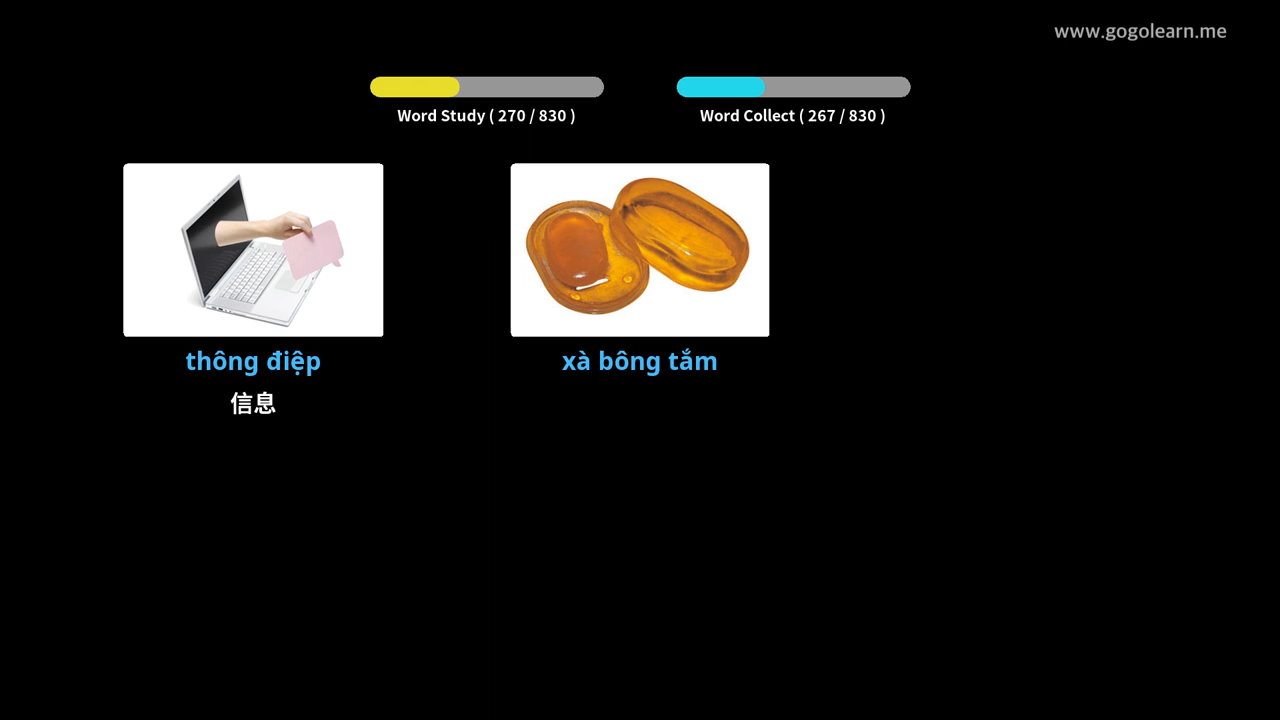 www.gogolearn.me
Word Study ( 270 / 830 )
Word Collect ( 267 / 830 )
thông điệp
xà bông tắm
信息